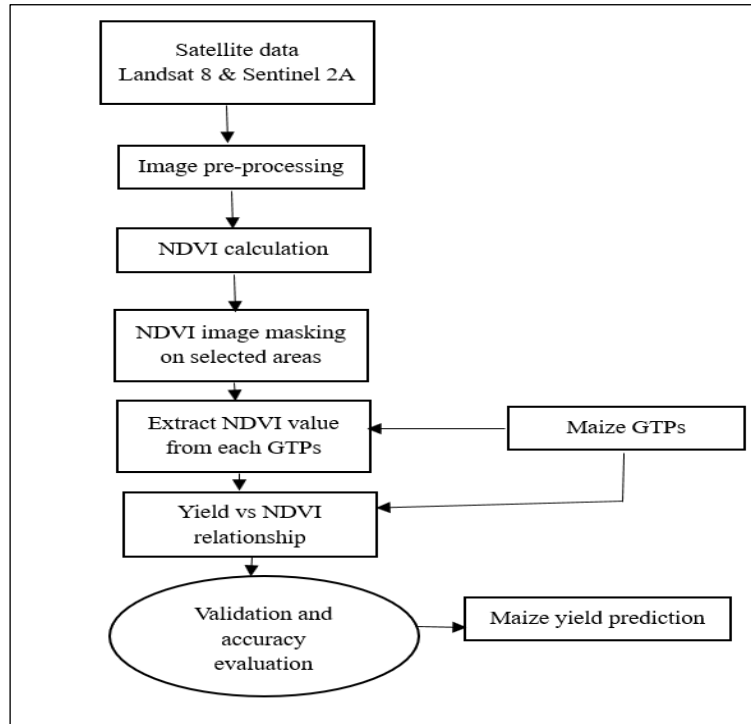 Satellite data
Landsat 8 & Sentinel 2A
Image pre-processing
NDVI calculation
NDVI image masking
on selected areas
Extract NDVI value
from each GTPs
Maize GTPs
Yield vs NDVI
relationship
Validation and
accuracy
evaluation
Maize yield prediction